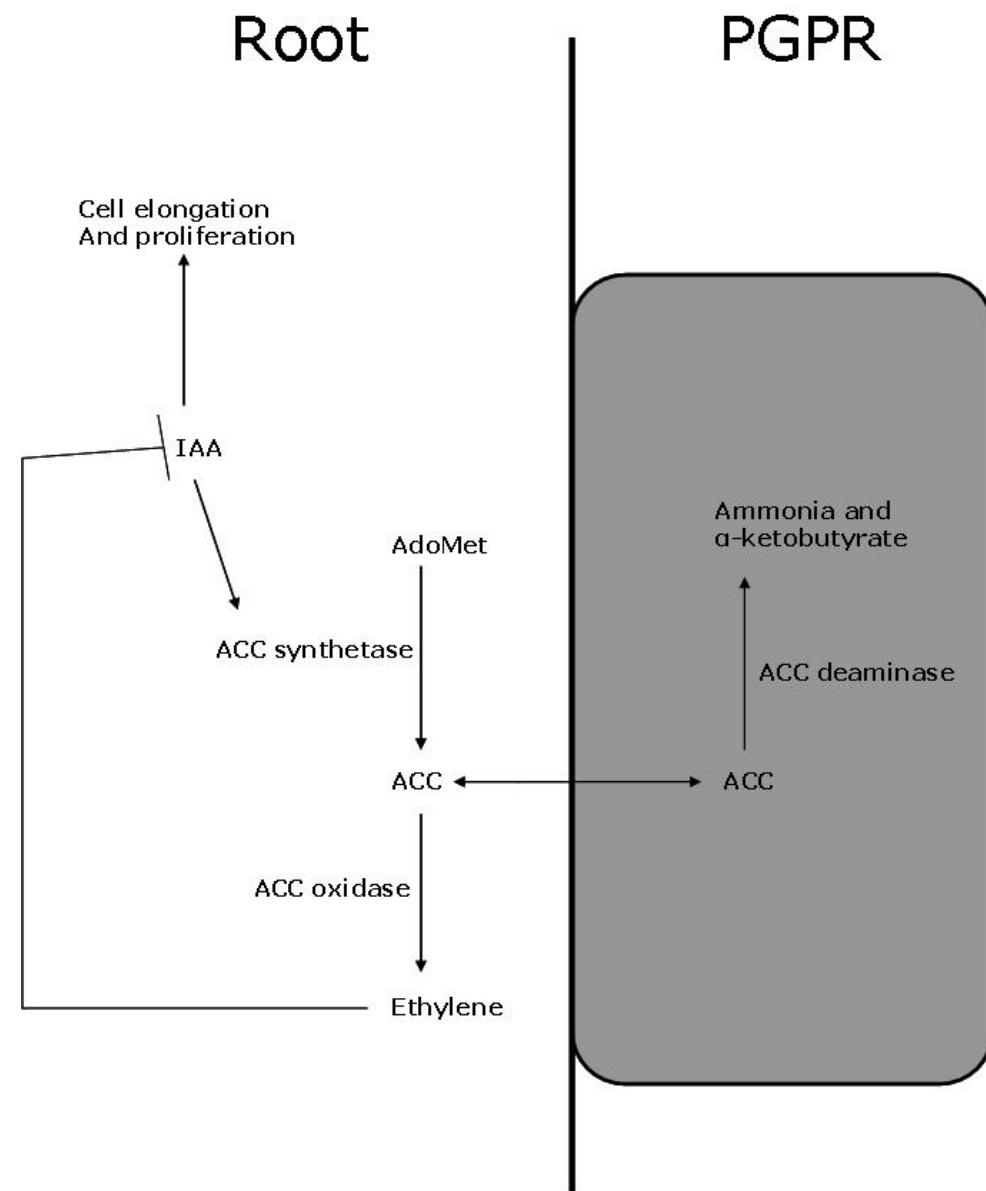 Root
PGPR
Cell elongation
And proliferation
IAA
AdoMet
Ammonia and
α-ketobutyrate
ACC synthetase
ACC deaminase
ACC
ACC
ACC oxidase
Ethylene